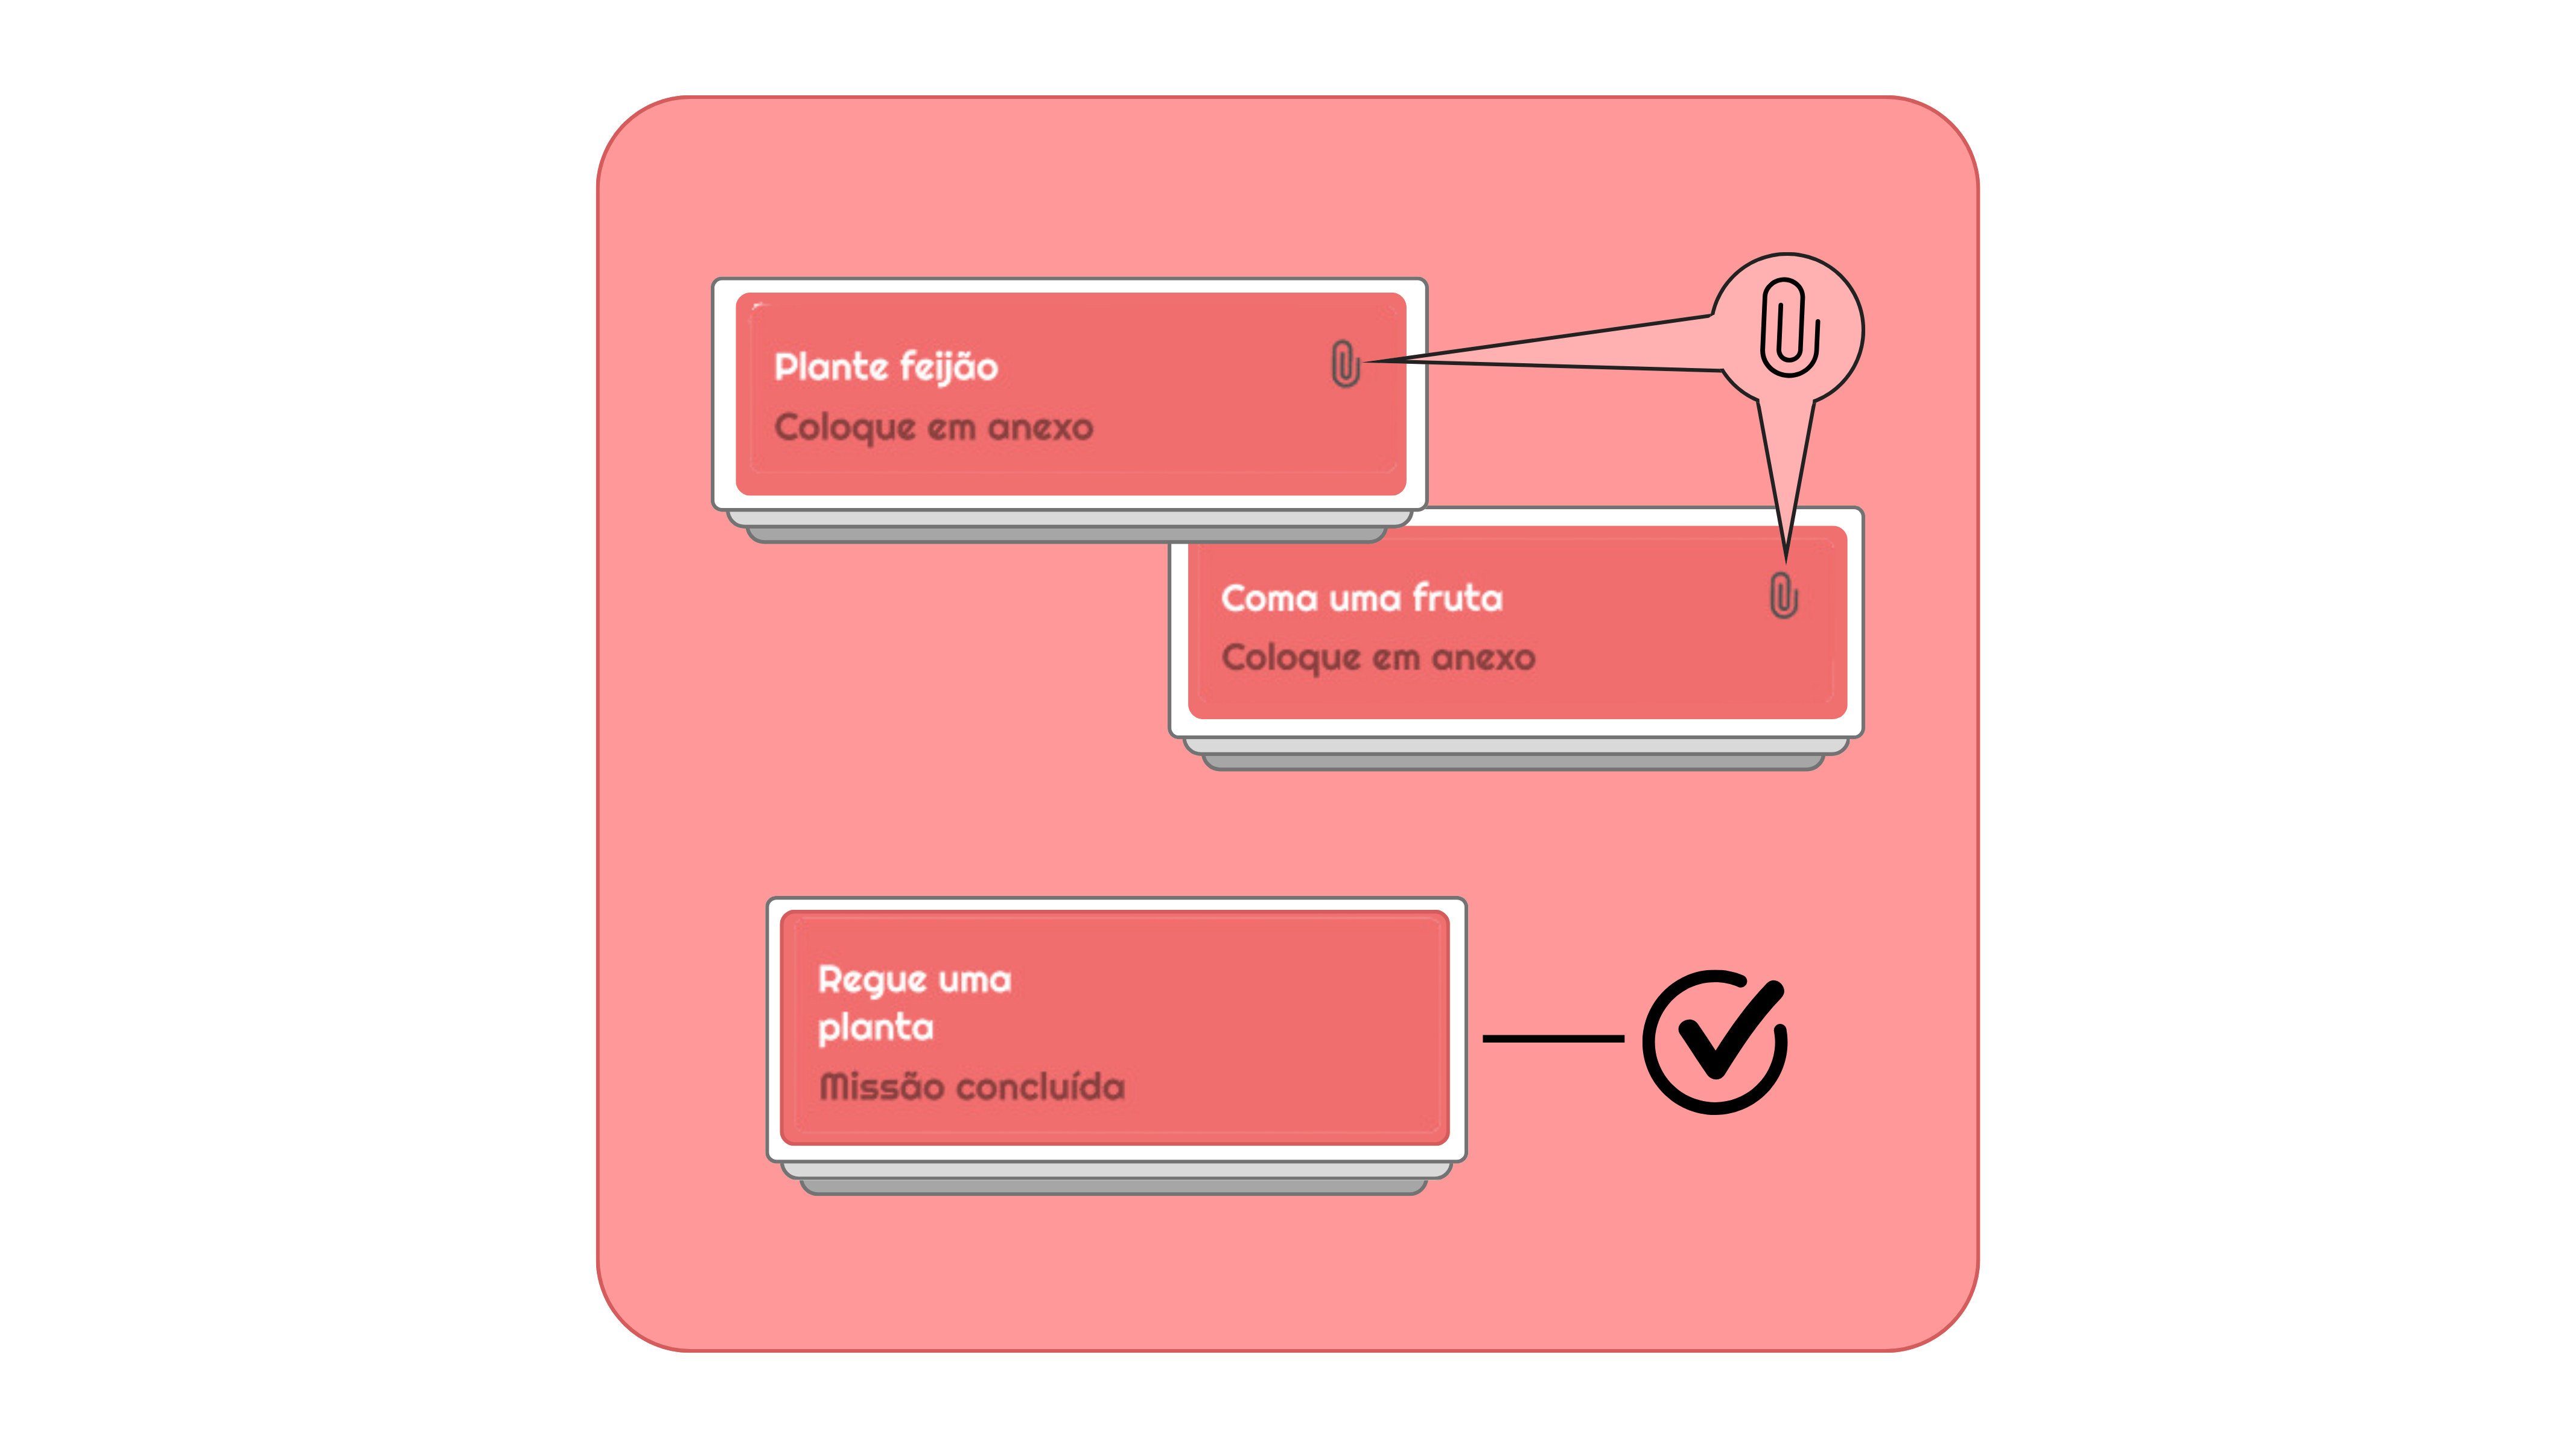 Plante feijão
Coloque em anexo
Coma uma fruta
Coloque em anexo
Regue uma
planta
Missão concluída